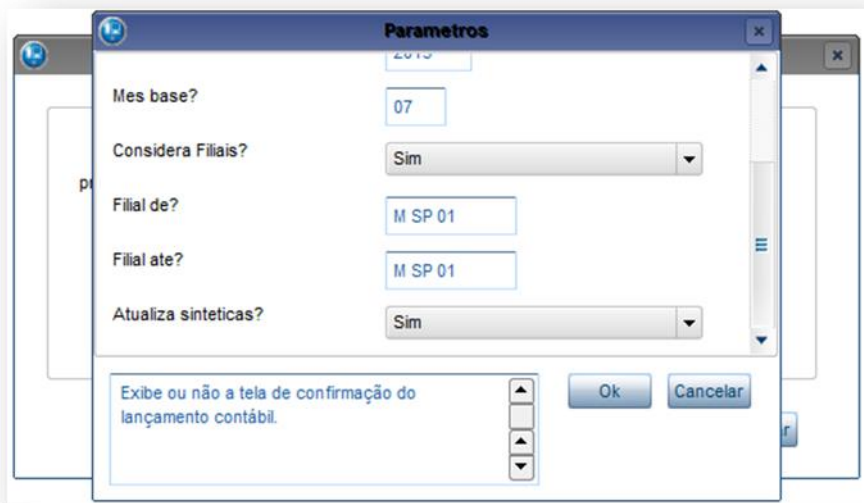 Parametros
2015
Mes base?
07
Considera Filiais?
Sim
Filial de?
M SP 01
Filial ate?
M SP 01
Atualiza sinteticas?
Sim
Exibe ou não a tela de confirmação do
lançamento contábil.
Ok
Cancelar